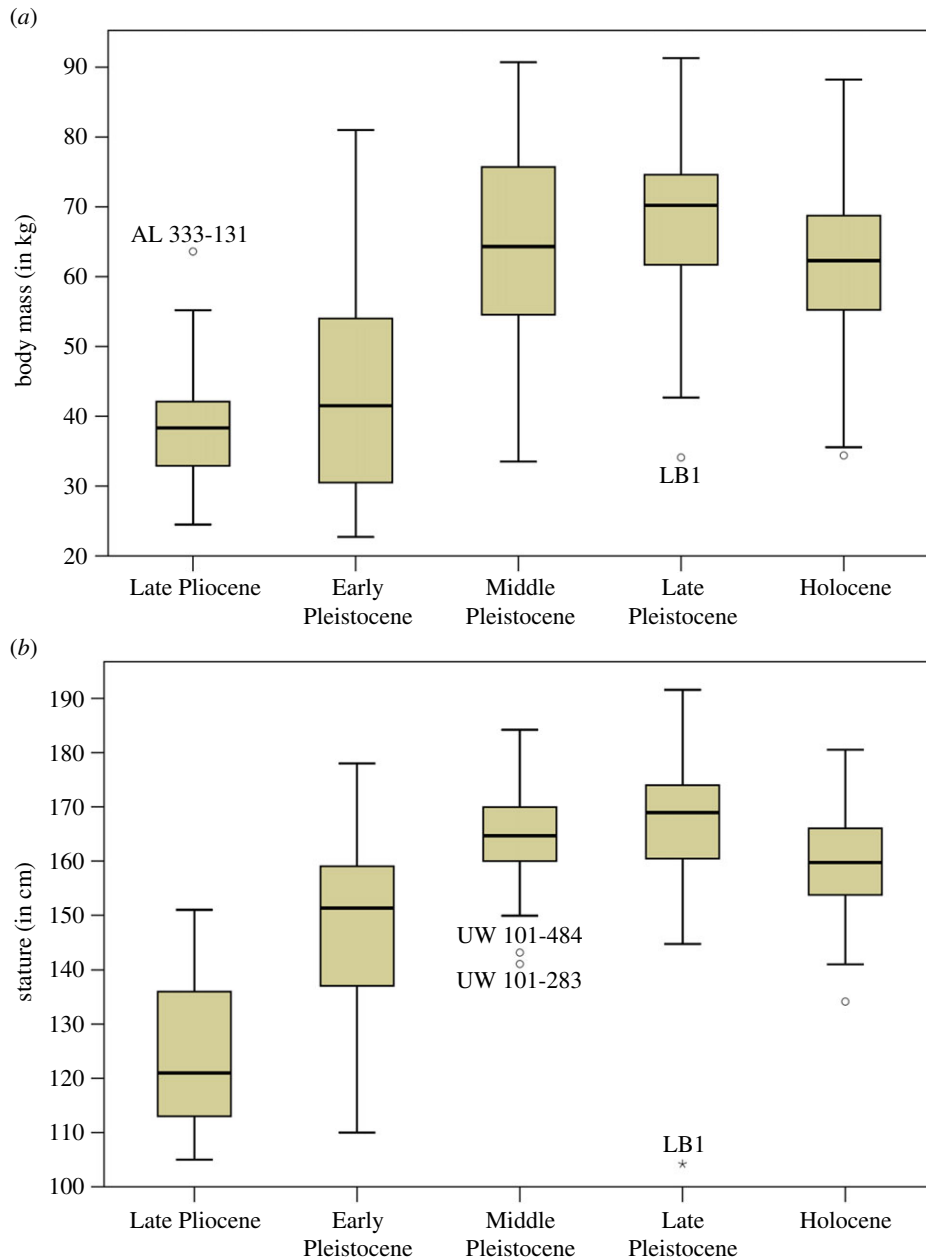 (a)
90
80
70
60
50
40
30
20
body mass (in kg)
AL 333-131
LB1
Late Pliocene
Early
Pleistocene
Middle
Pleistocene
Late
Pleistocene
Holocene
(b)
190
180
170
160
150
140
130
120
110
100
stature (in cm)
UW 101-484
UW 101-283
LB1
*
Late Pliocene
Early
Pleistocene
Middle
Pleistocene
Late
Pleistocene
Holocene